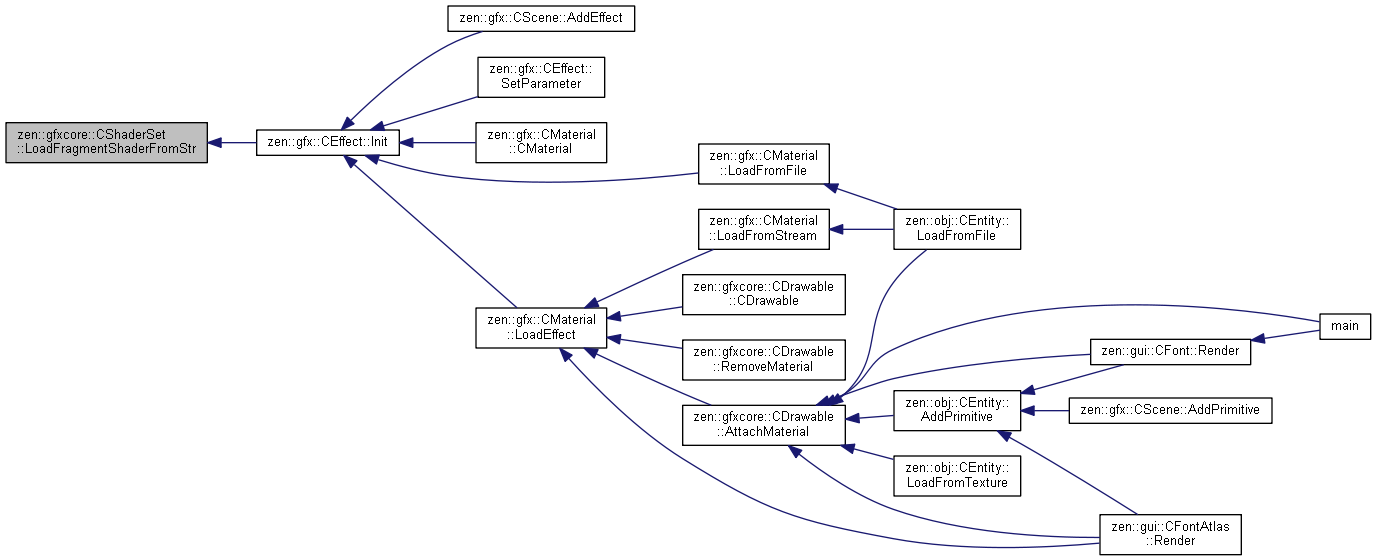 zen::gfxcore::CShaderSet
::LoadFragmentShaderFromStr
zen::gfx::CEffect::Init
zen::gfx::CScene::AddEffect
zen::gfx::CEffect::
SetParameter
zen::gfx::CMaterial
::CMaterial
zen::gfx::CMaterial
::LoadFromFile
zen::gfx::CMaterial
::LoadFromStream
zen::obj::CEntity::
LoadFromFile
zen::gfxcore::CDrawable
::CDrawable
zen::gfx::CMaterial
::LoadEffect
zen::gfxcore::CDrawable
::RemoveMaterial
zen::gfxcore::CDrawable
::AttachMaterial
main
zen::gui::CFont::Render
zen::obj::CEntity::
AddPrimitive
zen::gfx::CScene::AddPrimitive
zen::obj::CEntity::
LoadFromTexture
zen::gui::CFontAtlas
::Render